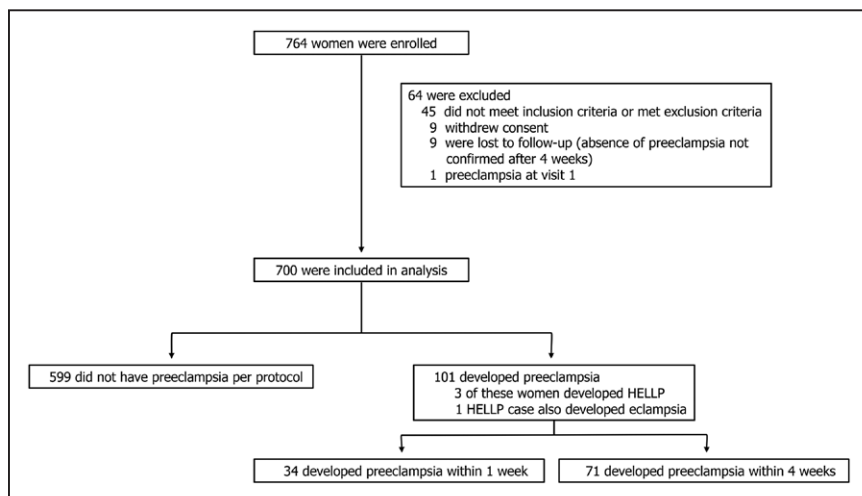 764 women were enrolled
64 were excluded
45 did not meet inclusion criteria or met exclusion criteria
9 withdrew consent
9 were lost to follow-up (absence of preeclampsia not
confirmed after 4 weeks)
1 preeclampsia at visit 1
700 were included in analysis
599 did not have preeclampsia per protocol
101 developed preeclampsia
3 of these women developed HELLP
1 HELLP case also developed eclampsia
34 developed preeclampsia within 1 week
71 developed preeclampsia within 4 weeks